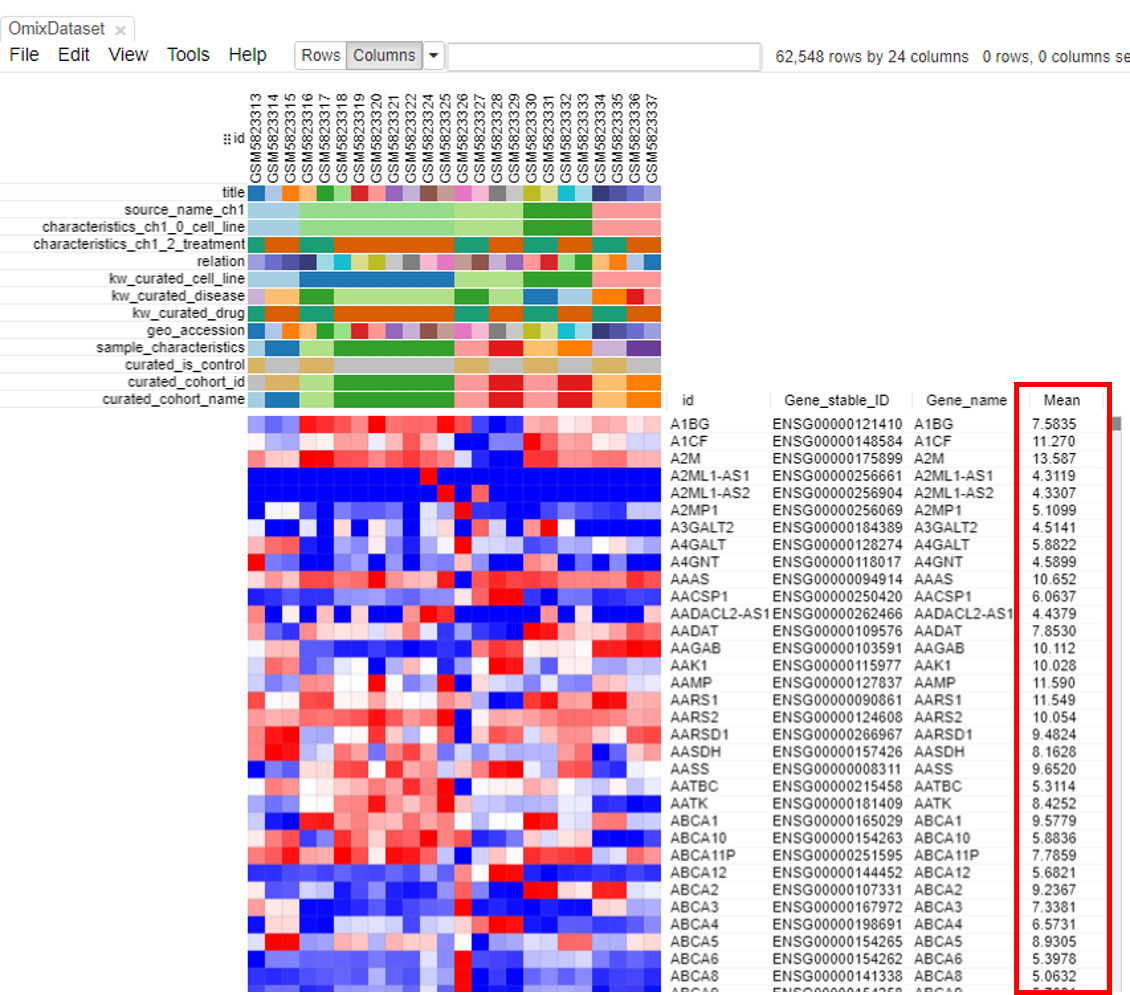 OmixDataset ×
File Edit View Tools Help Rows Columns 62,548 rows by 24 columns 0 rows, 0 columns se
id GSM5823313 GSM5823314 GSM5823315 GSM5823316 GSM5823317 GSM5823318 GSM5823319 GSM5823320 GSM5823321 GSM5823322 GSM5823324 GSM5823325 GSM5823326 GSM5823327 GSM5823328 GSM5823329 GSM5823330 GSM5823331 GSM5823332 GSM5823333 GSM5823334 GSM5823335 GSM5823336 GSM5823337
title
source_name_ch1
characteristics_ch1_0_cell_line
characteristics_ch1_2_treatment
relation
kw_curated_cell_line
kw_curated_disease
kw_curated_drug
geo_accession
sample_characteristics
curated_is_control
curated_cohort_id
curated_cohort_name
id Gene_stable_ID Gene_name Mean
A1BG ENSG00000121410 A1BG 7.5835
A1CF ENSG00000148584 A1CF 11.270
A2M ENSG00000175899 A2M 13.587
A2ML1-AS1 ENSG00000256661 A2ML1-AS1 4.3119
A2ML1-AS2 ENSG00000256904 A2ML1-AS2 4.3307
A2MP1 ENSG00000256069 A2MP1 5.1099
A3GALT2 ENSG00000184389 A3GALT2 4.5141
A4GALT ENSG00000128274 A4GALT 5.8822
A4GNT ENSG00000118017 A4GNT 4.5899
AAAS ENSG00000094914 AAAS 10.652
AACSP1 ENSG00000250420 AACSP1 6.0637
AADACL2-AS1 ENSG00000262466 AADACL2-AS1 4.4379
AADAT ENSG00000109576 AADAT 7.8530
AAGAB ENSG00000103591 AAGAB 10.112
AAK1 ENSG00000115977 AAK1 10.028
AAMP ENSG00000127837 AAMP 11.590
AARS1 ENSG00000090861 AARS1 11.549
AARS2 ENSG00000124608 AARS2 10.054
AARSD1 ENSG00000266967 AARSD1 9.4824
AASDH ENSG00000157426 AASDH 8.1628
AASS ENSG00000008311 AASS 9.6520
AATBC ENSG00000215458 AATBC 5.3114
AATK ENSG00000181409 AATK 8.4252
ABCA1 ENSG00000165029 ABCA1 9.5779
ABCA10 ENSG00000154263 ABCA10 5.8836
ABCA11P ENSG00000251595 ABCA11P 7.7859
ABCA12 ENSG00000144452 ABCA12 5.6821
ABCA2 ENSG00000107331 ABCA2 9.2367
ABCA3 ENSG00000167972 ABCA3 7.3381
ABCA4 ENSG00000198691 ABCA4 6.5731
ABCA5 ENSG00000154265 ABCA5 8.9305
ABCA6 ENSG00000154262 ABCA6 5.3978
ABCA8 ENSG00000141338 ABCA8 5.0632